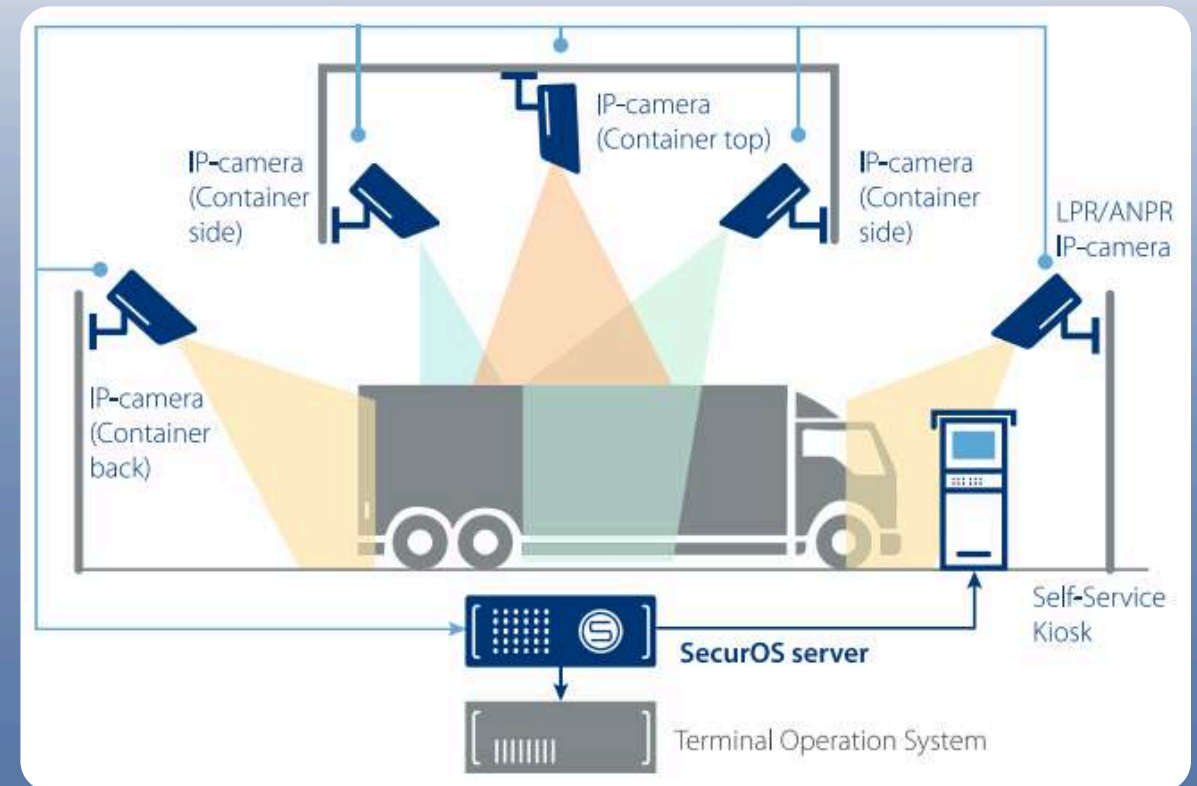 IP-camera
(Container top)
IP-camera
(Container
side)
IP-camera
(Container
side)
LPR/ANPR
IP-camera
IP-camera
(Container
back)
Self-Service
Kiosk
S
SecurOS server
Terminal Operation System